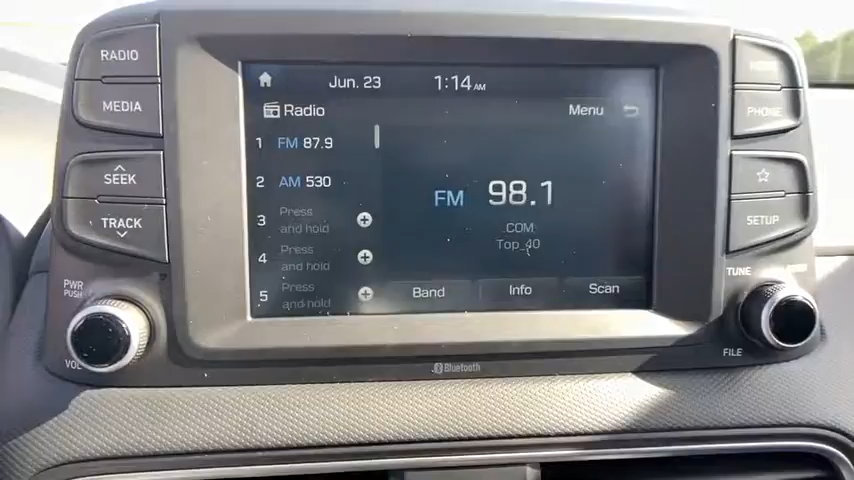 RADIO
MEDIA
SEEK
TRACK
PWR
PUSH
VOL
Jun. 23 1:14 AM
Radio Menu
1 FM 87.9
2 AM 530
3 Press and hold
4 Press and hold
5 Press and hold
FM 98.1
.COM
Top_40
Band Info Scan
PHONE
SETUP
TUNE
FILE
Bluetooth